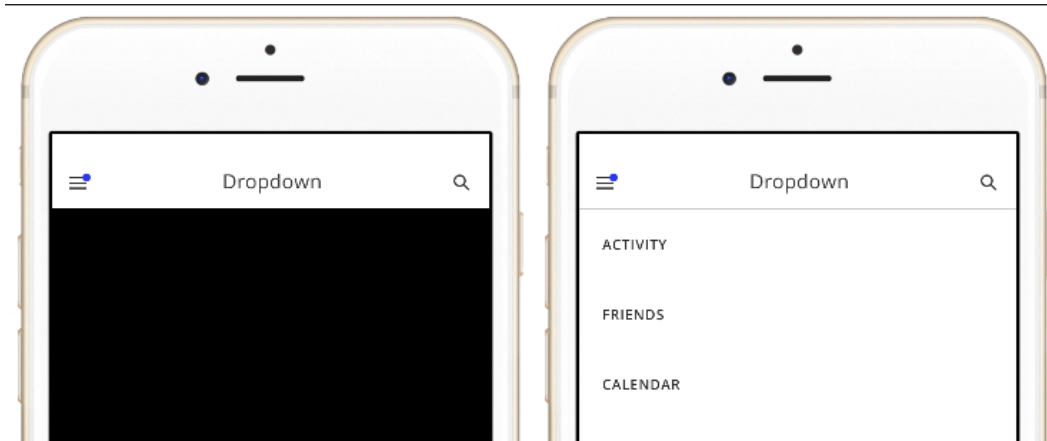 Dropdown
Dropdown
ACTIVITY
FRIENDS
CALENDAR